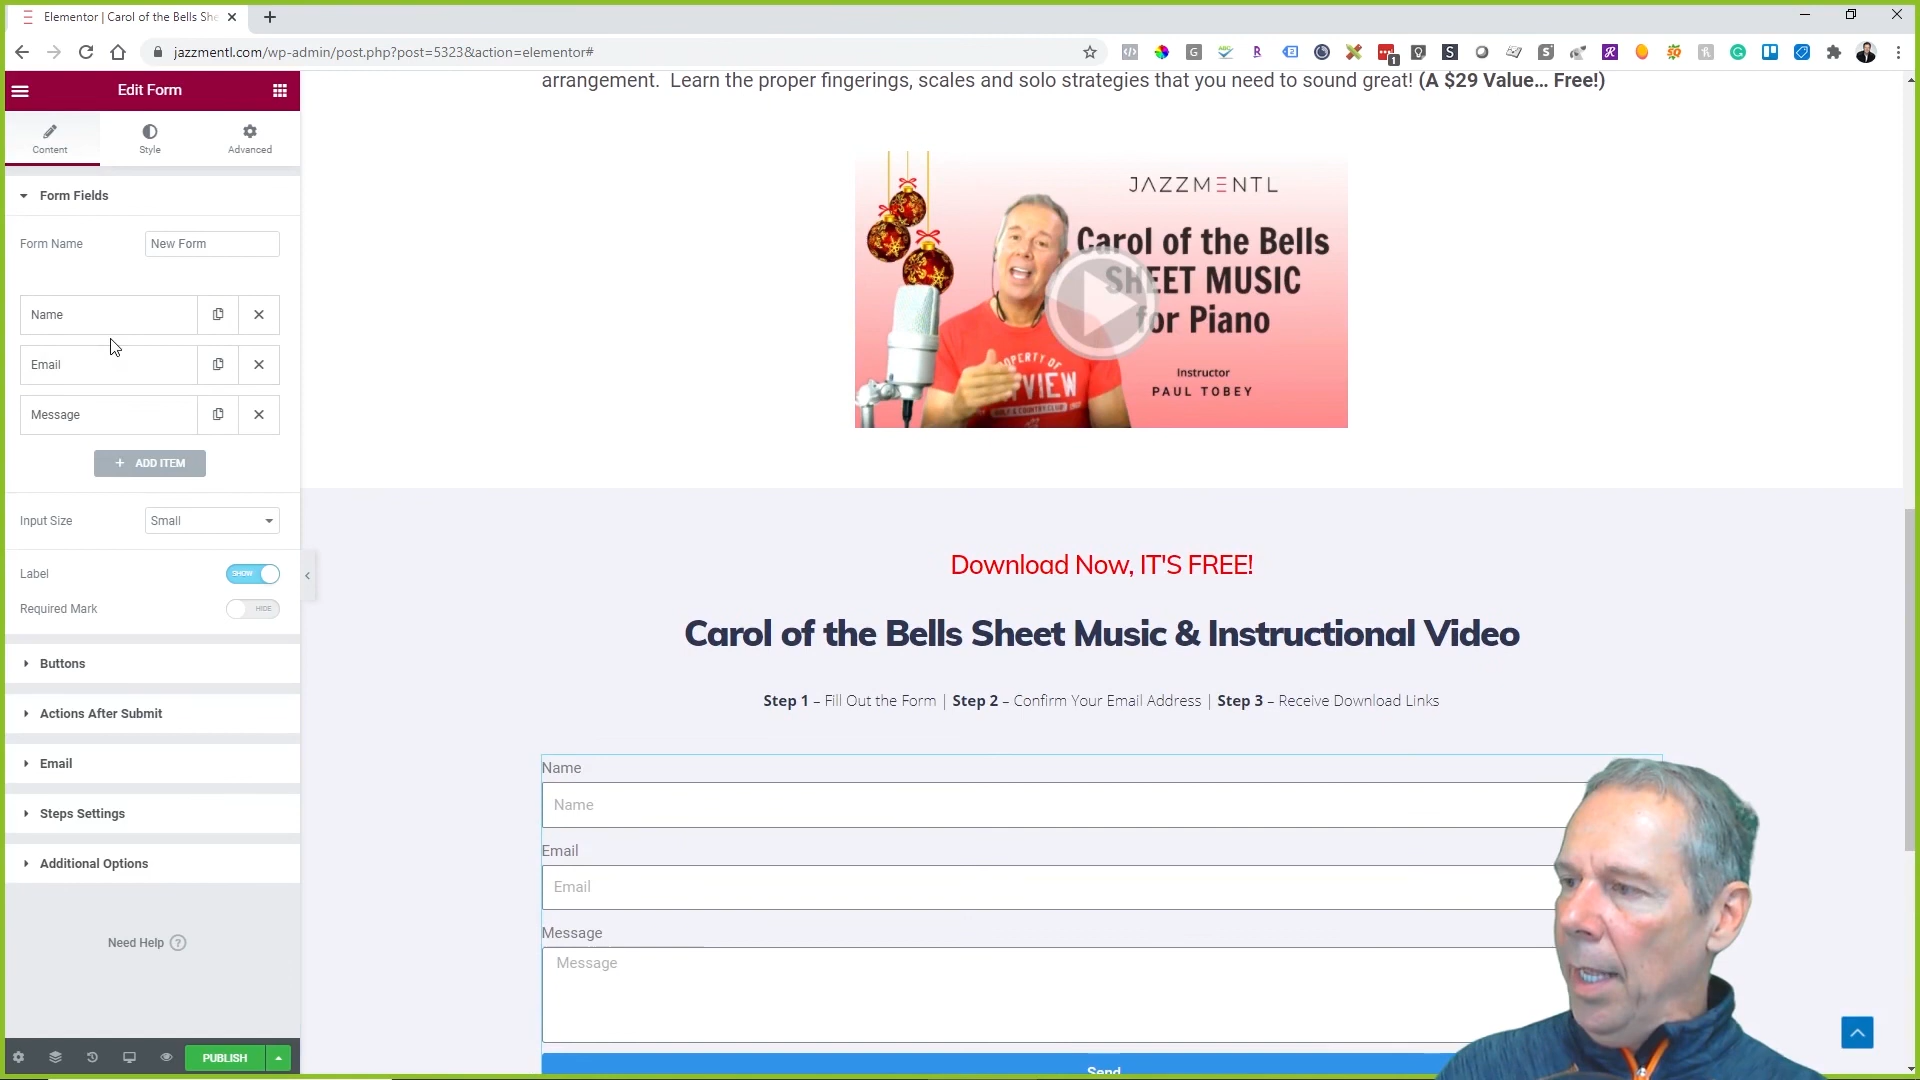 Elementor | Carol of the Bells She
jazzmentl.com/wp-admin/post.php?post=5323&action=elementor#
Edit Form
Content
Style
Advanced
Form Fields
Form Name
New Form
Name
Email
Message
+ ADD ITEM
Input Size
Small
Label
SHOW
Required Mark
HIDE
Buttons
Actions After Submit
Email
Steps Settings
Additional Options
Need Help ?
PUBLISH
arrangement. Learn the proper fingerings, scales and solo strategies that you need to sound great! (A $29 Value… Free!)
JAZZMENTL
Carol of the Bells
SHEET MUSIC
for Piano
Instructor
PAUL TOBEY
PROPERTY OF
VIEW
GOLF & COUNTRY CLUB
Download Now, IT'S FREE!
Carol of the Bells Sheet Music & Instructional Video
Step 1 – Fill Out the Form | Step 2 – Confirm Your Email Address | Step 3 – Receive Download Links
Name
Name
Email
Email
Message
Message
Send